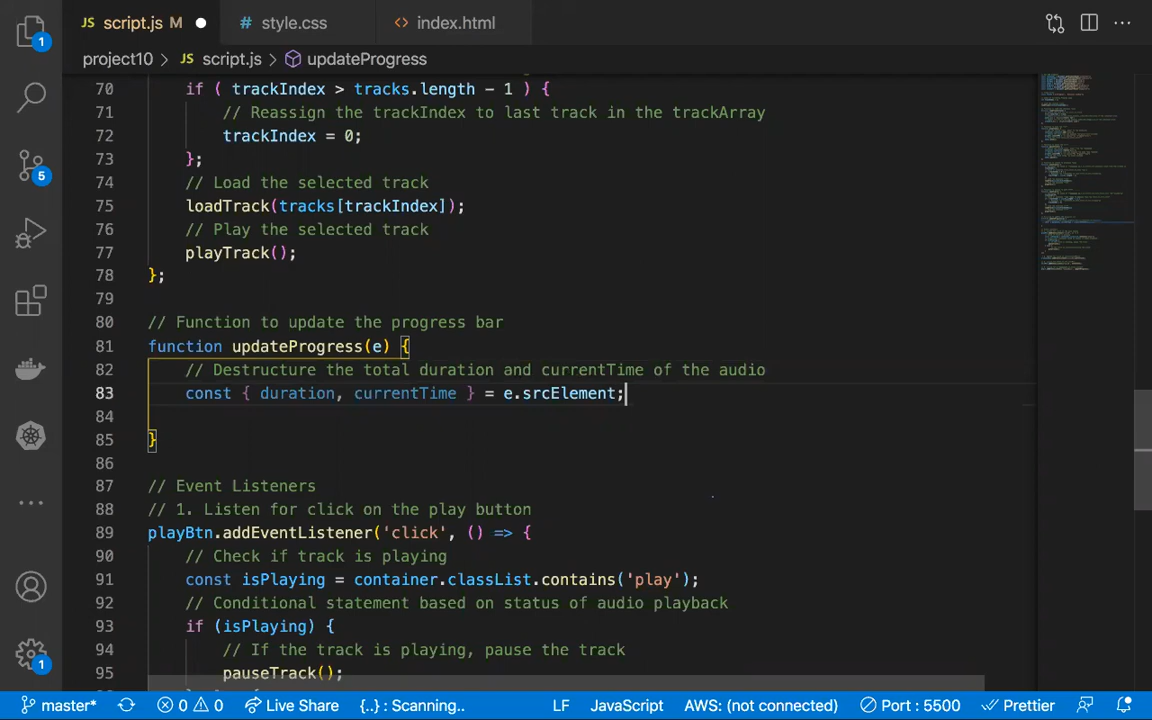 JS script.js M
# style.css
<> index.html
project10 > JS script.js > updateProgress
70 if ( trackIndex > tracks.length - 1 ) {
71 // Reassign the trackIndex to last track in the trackArray
72 trackIndex = 0;
73 };
74 // Load the selected track
75 loadTrack(tracks[trackIndex]);
76 // Play the selected track
77 playTrack();
78 };
79
80 // Function to update the progress bar
81 function updateProgress(e) {
82 // Destructure the total duration and currentTime of the audio
83 const { duration, currentTime } = e.srcElement;
84
85 }
86
87 // Event Listeners
88 // 1. Listen for click on the play button
89 playBtn.addEventListener('click', () => {
90 // Check if track is playing
91 const isPlaying = container.classList.contains('play');
92 // Conditional statement based on status of audio playback
93 if (isPlaying) {
94 // If the track is playing, pause the track
95 pauseTrack();
1
5
1
master* 0 0 Live Share {..} : Scanning.. LF JavaScript AWS: (not connected) Port : 5500 Prettier